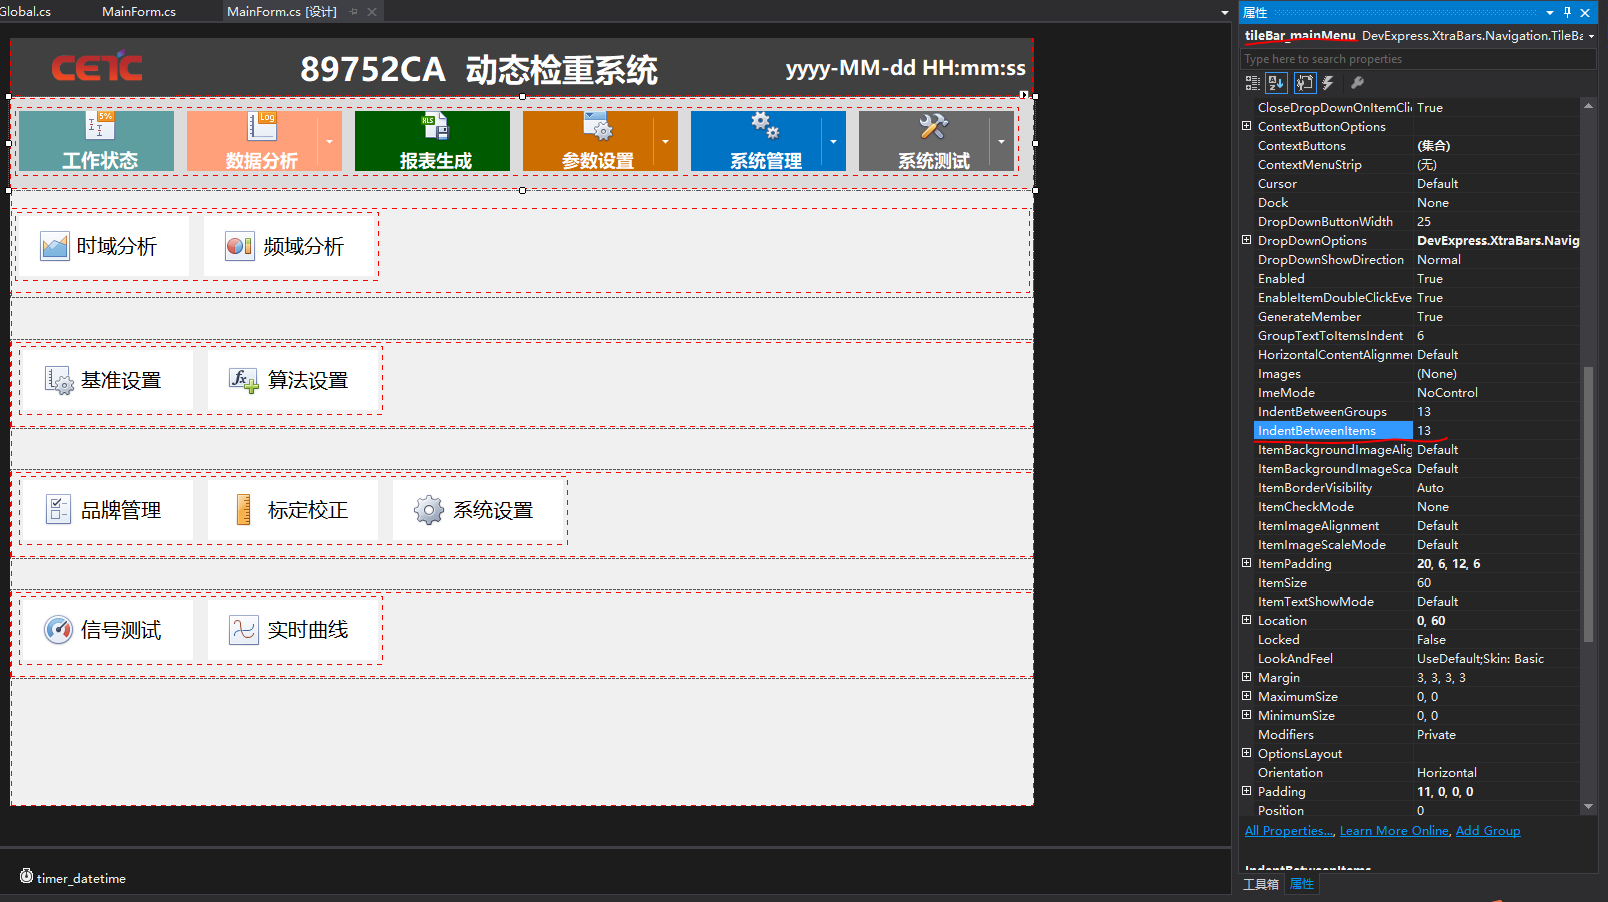 Global.cs
MainForm.cs
MainForm.cs [设计]
CETC
89752CA 动态检重系统
yyyy-MM-dd HH:mm:ss
5%
工作状态
Log
数据分析
XLS
报表生成
参数设置
系统管理
系统测试
时域分析
频域分析
基准设置
fx
算法设置
品牌管理
标定校正
系统设置
信号测试
实时曲线
timer_datetime
属性
tileBar_mainMenu DevExpress.XtraBars.Navigation.TileBa
Type here to search properties
CloseDropDownOnItemCli True
ContextButtonOptions
ContextButtons (集合)
ContextMenuStrip (无)
Cursor Default
Dock None
DropDownButtonWidth 25
DropDownOptions DevExpress.XtraBars.Navig
DropDownShowDirection Normal
Enabled True
EnableItemDoubleClickEve True
GenerateMember True
GroupTextToItemsIndent 6
HorizontalContentAlignmer Default
Images (None)
ImeMode NoControl
IndentBetweenGroups 13
IndentBetweenItems 13
ItemBackgroundImageAlig Default
ItemBackgroundImageSca Default
ItemBorderVisibility Auto
ItemCheckMode None
ItemImageAlignment Default
ItemImageScaleMode Default
ItemPadding 20, 6, 12, 6
ItemSize 60
ItemTextShowMode Default
Location 0, 60
Locked False
LookAndFeel UseDefault;Skin: Basic
Margin 3, 3, 3, 3
MaximumSize 0, 0
MinimumSize 0, 0
Modifiers Private
OptionsLayout
Orientation Horizontal
Padding 11, 0, 0, 0
Position 0
All Properties..., Learn More Online, Add Group
IndentBetweenItems
工具箱 属性